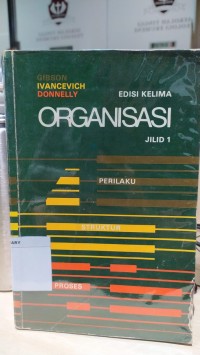 GIBSON
IVANCEVICH
DONNELLY
EDISI KELIMA
ORGANISASI
JILID 1
PERILAKU
STRUKTUR
PROSES